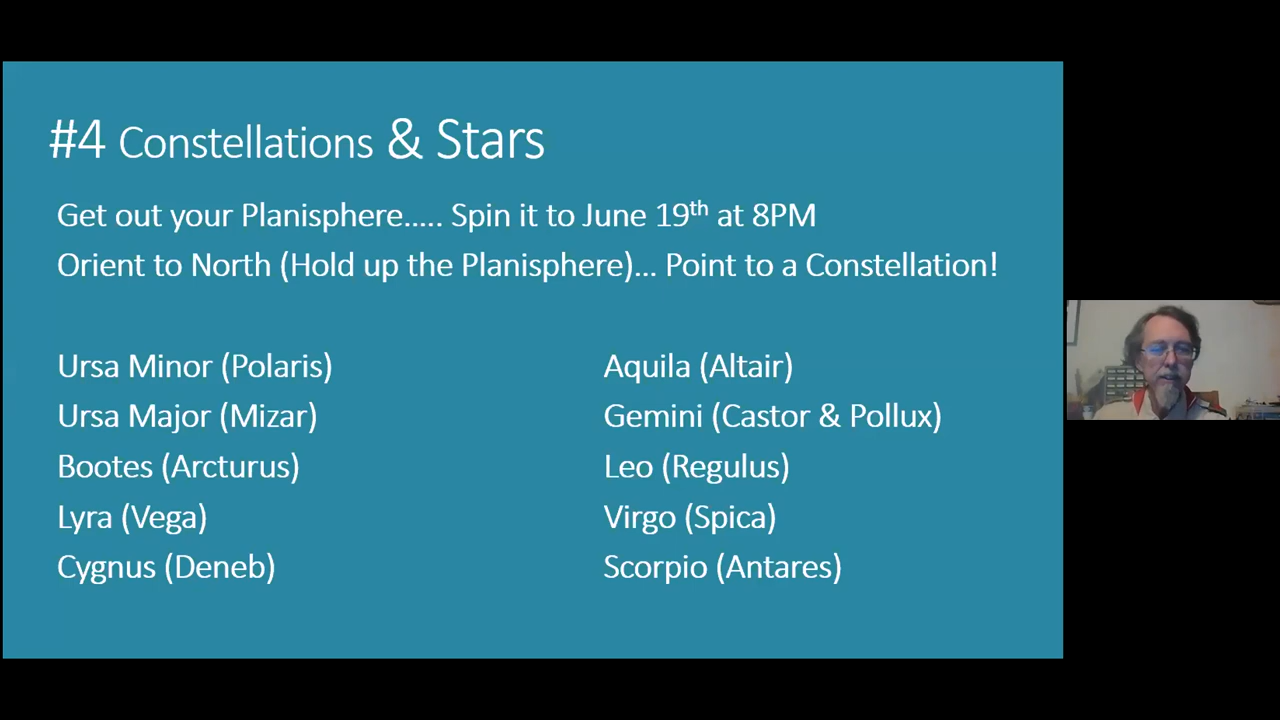 #4 Constellations & Stars
Get out your Planisphere..... Spin it to June 19th at 8PM
Orient to North (Hold up the Planisphere)... Point to a Constellation!
Ursa Minor (Polaris)
Ursa Major (Mizar)
Bootes (Arcturus)
Lyra (Vega)
Cygnus (Deneb)
Aquila (Altair)
Gemini (Castor & Pollux)
Leo (Regulus)
Virgo (Spica)
Scorpio (Antares)